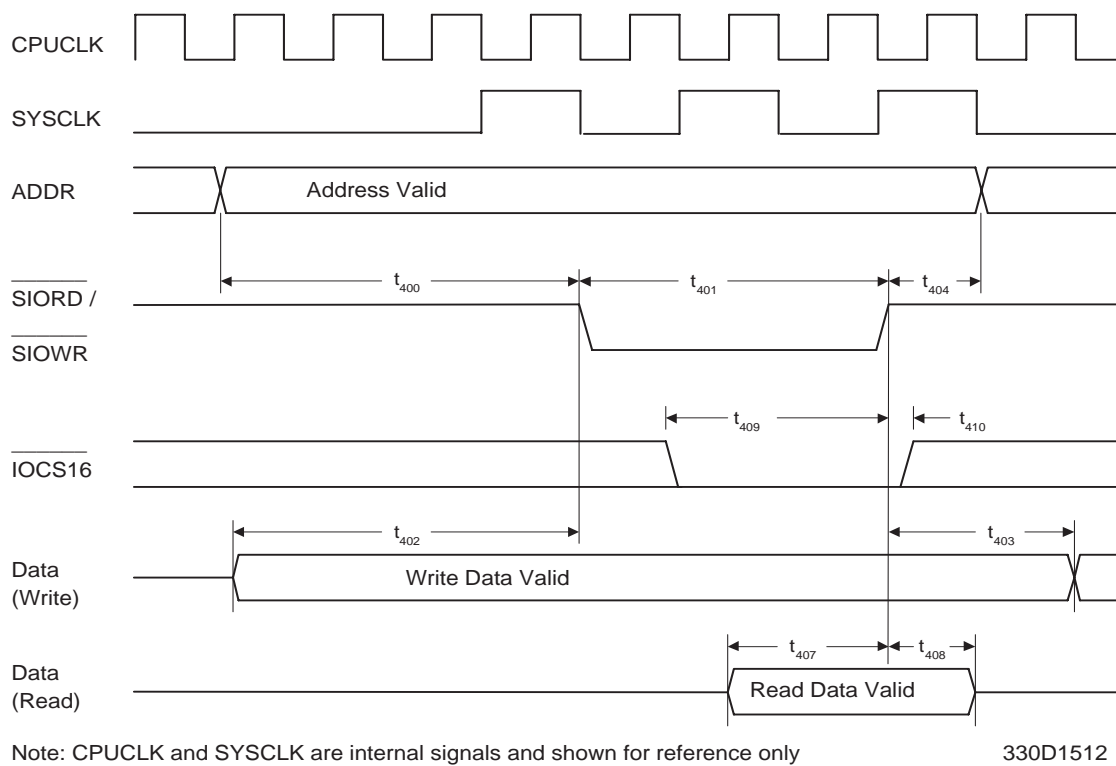 CPUCLK
SYSCLK
ADDR
Address Valid
t400
t401
t404
SIORD /
SIOWR
t409
t410
IOCS16
t402
t403
Data
(Write)
Write Data Valid
t407
t408
Data
(Read)
Read Data Valid
Note: CPUCLK and SYSCLK are internal signals and shown for reference only
330D1512